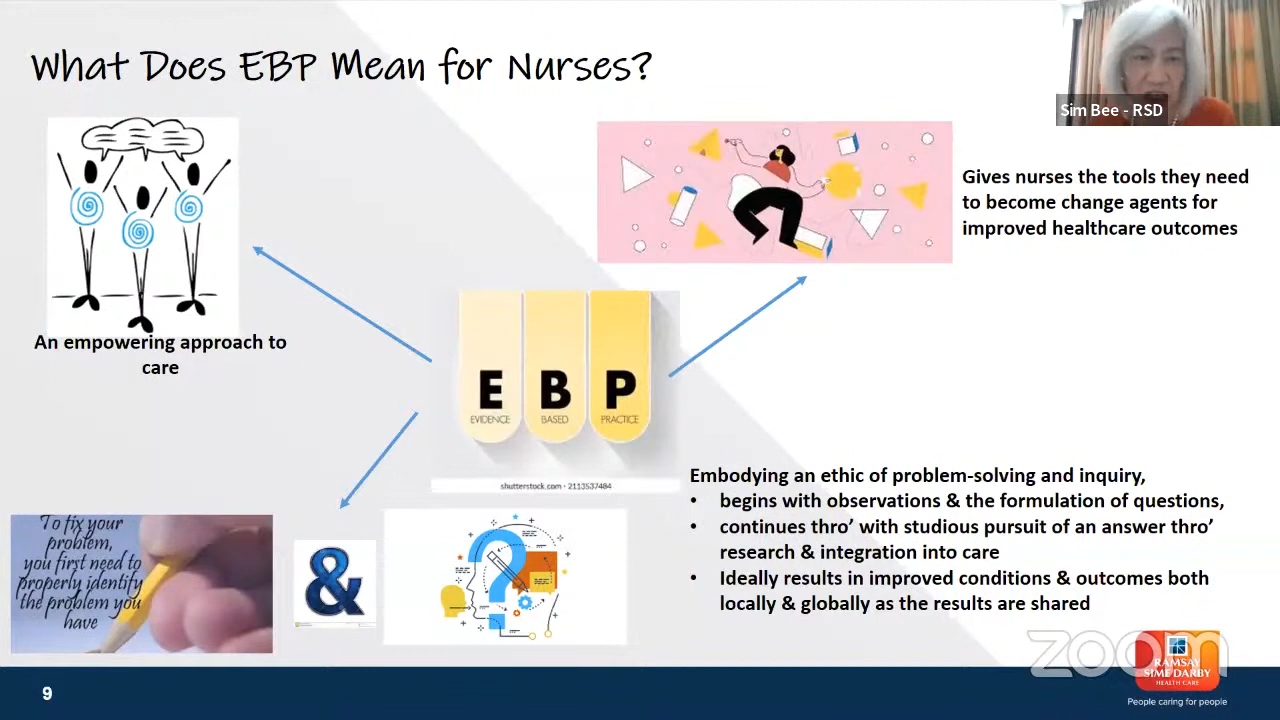 What Does EBP Mean for Nurses?
Sim Bee - RSD
Gives nurses the tools they need
to become change agents for
improved healthcare outcomes
An empowering approach to
care
E B P
EVIDENCE BASED PRACTICE
shutterstock.com · 2113537484
Embodying an ethic of problem-solving and inquiry,
• begins with observations & the formulation of questions,
• continues thro' with studious pursuit of an answer thro'
research & integration into care
• Ideally results in improved conditions & outcomes both
locally & globally as the results are shared
To fix your
problem,
you first need to
properly identify
the problem you
have
&
?
zoom
RAMSAY
SIME DARBY
HEALTH CARE
People caring for people
9